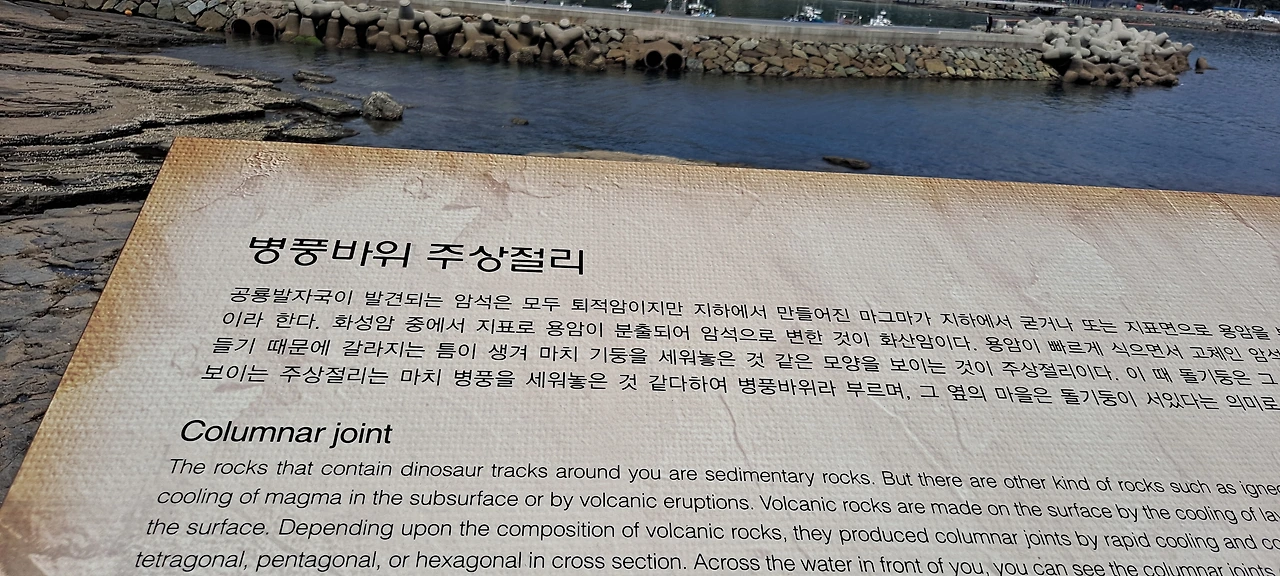 병풍바위 주상절리
공룡발자국이 발견되는 암석은 모두 퇴적암이지만 지하에서 만들어진 마그마가 지하에서 굳거나 또는 지표면으로 용암을
이라 한다. 화성암 중에서 지표로 용암이 분출되어 암석으로 변한 것이 화산암이다. 용암이 빠르게 식으면서 고체인 암석
들기 때문에 갈라지는 틈이 생겨 마치 기둥을 세워놓은 것 같은 모양을 보이는 것이 주상절리이다. 이 때 돌기둥은 그
보이는 주상절리는 마치 병풍을 세워놓은 것 같다하여 병풍바위라 부르며, 그 옆의 마을은 돌기둥이 서있다는 의미로
Columnar joint
The rocks that contain dinosaur tracks around you are sedimentary rocks. But there are other kind of rocks such as igne
cooling of magma in the subsurface or by volcanic eruptions. Volcanic rocks are made on the surface by the cooling of la
the surface. Depending upon the composition of volcanic rocks, they produced columnar joints by rapid cooling and co
tetragonal, pentagonal, or hexagonal in cross section. Across the water in front of you, you can see the columnar joints